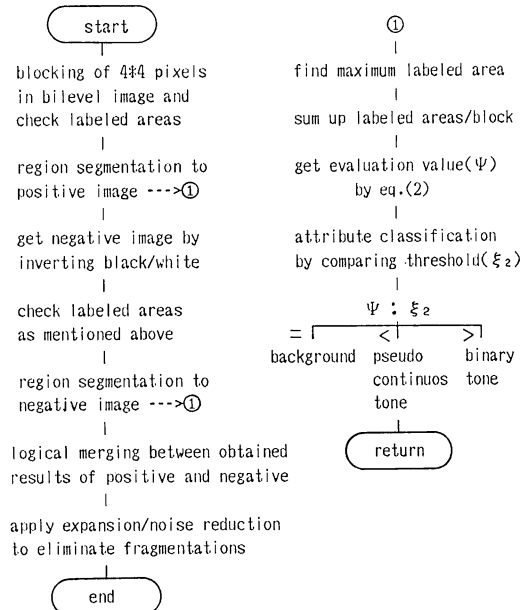 start
blocking of 4*4 pixels
in bilevel image and
check labeled areas
region segmentation to
positive image --->①
get negative image by
inverting black/white
check labeled areas
as mentioned above
region segmentation to
negative image --->①
logical merging between obtained
results of positive and negative
apply expansion/noise reduction
to eliminate fragmentations
end
①
find maximum labeled area
sum up labeled areas/block
get evaluation value(Ψ)
by eq.(2)
attribute classification
by comparing threshold(ξ₂)
Ψ : ξ₂
= < >
background pseudo binary
continuos tone
tone
return